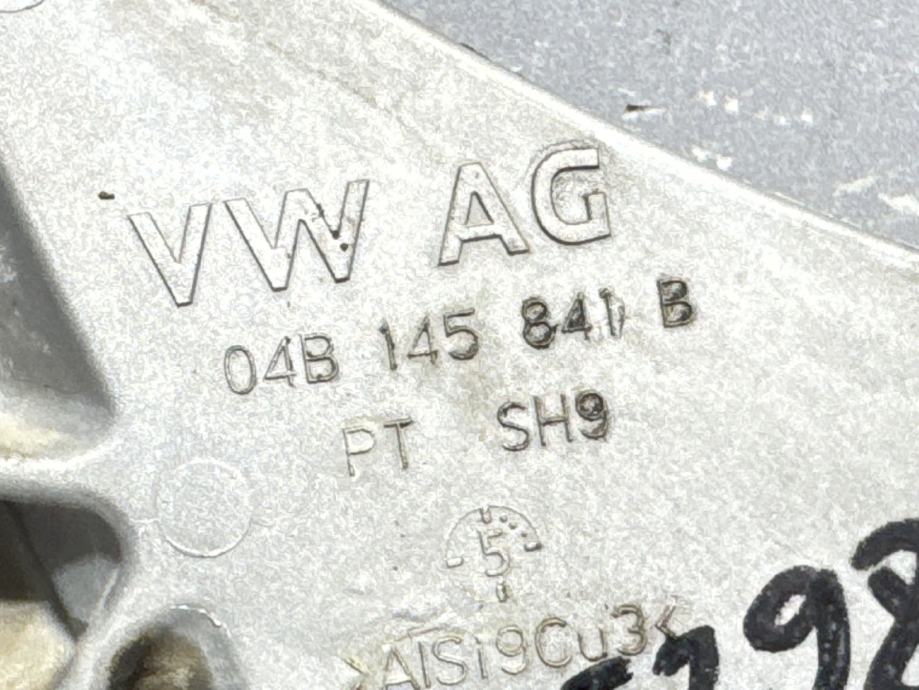 VW AG
04B 145 841 B
PT SH9
5
>AlSi9Cu3<